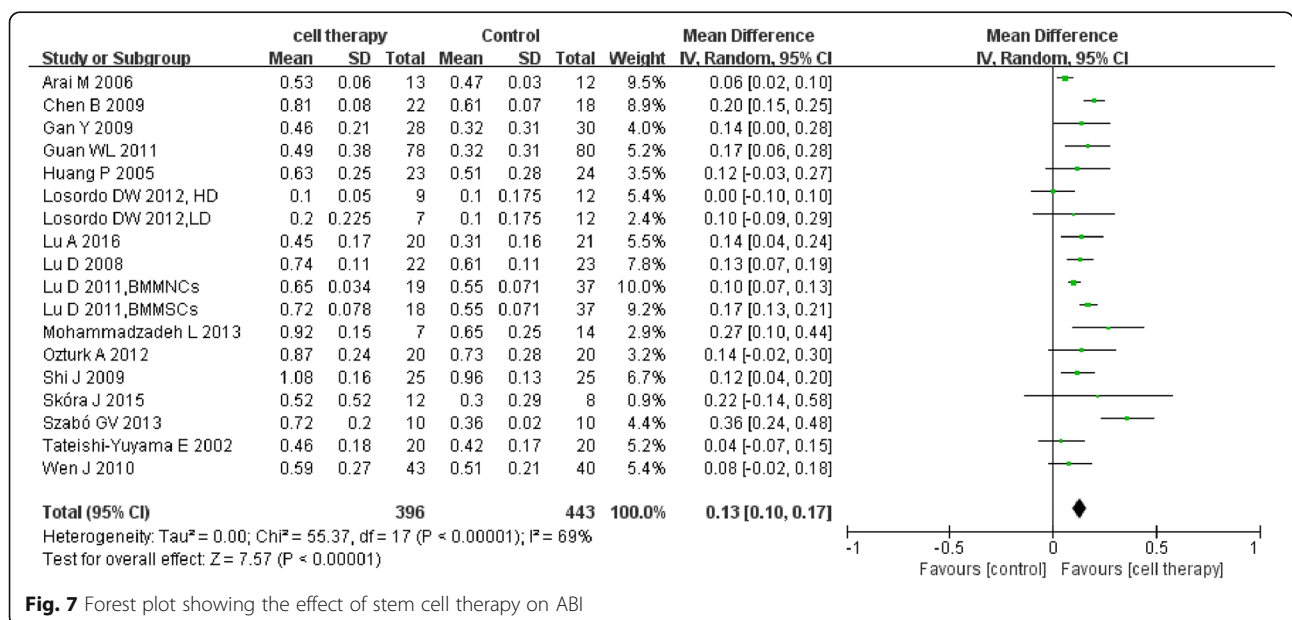 cell therapy Control Mean Difference Mean Difference
Study or Subgroup Mean SD Total Mean SD Total Weight IV, Random, 95% CI IV, Random, 95% CI
Arai M 2006 0.53 0.06 13 0.47 0.03 12 9.5% 0.06 [0.02, 0.10]
Chen B 2009 0.81 0.08 22 0.61 0.07 18 8.9% 0.20 [0.15, 0.25]
Gan Y 2009 0.46 0.21 28 0.32 0.31 30 4.0% 0.14 [0.00, 0.28]
Guan WL 2011 0.49 0.38 78 0.32 0.31 80 5.2% 0.17 [0.06, 0.28]
Huang P 2005 0.63 0.25 23 0.51 0.28 24 3.5% 0.12 [-0.03, 0.27]
Losordo DW 2012, HD 0.1 0.05 9 0.1 0.175 12 5.5% 0.00 [-0.10, 0.10]
Losordo DW 2012,LD 0.2 0.225 7 0.1 0.175 12 2.4% 0.10 [-0.09, 0.29]
Lu A 2016 0.45 0.17 20 0.31 0.16 21 5.5% 0.14 [0.04, 0.24]
Lu D 2008 0.74 0.11 22 0.61 0.11 23 7.8% 0.13 [0.07, 0.19]
Lu D 2011,BMMNCs 0.65 0.034 19 0.55 0.071 37 10.0% 0.10 [0.07, 0.13]
Lu D 2011,BMMSCs 0.72 0.078 18 0.55 0.071 37 9.2% 0.17 [0.13, 0.21]
Mohammadzadeh L 2013 0.92 0.15 7 0.65 0.25 14 2.9% 0.27 [0.10, 0.44]
Ozturk A 2012 0.87 0.24 20 0.73 0.28 20 3.2% 0.14 [-0.02, 0.30]
Shi J 2009 1.08 0.16 25 0.96 0.13 25 6.7% 0.12 [0.04, 0.20]
Skóra J 2015 0.52 0.52 12 0.3 0.29 8 0.9% 0.22 [-0.14, 0.58]
Szabó GV 2013 0.72 0.2 10 0.36 0.02 10 4.4% 0.36 [0.24, 0.48]
Tateishi-Yuyama E 2002 0.46 0.18 20 0.42 0.17 20 5.2% 0.04 [-0.07, 0.15]
Wen J 2010 0.59 0.27 43 0.51 0.21 40 5.4% 0.08 [-0.02, 0.18]
Total (95% CI) 396 443 100.0% 0.13 [0.10, 0.17]
Heterogeneity: Tau² = 0.00; Chi² = 55.37, df = 17 (P < 0.00001); I² = 69%
Test for overall effect: Z = 7.57 (P < 0.00001)
-1 -0.5 0 0.5 1
Favours [control] Favours [cell therapy]
Fig. 7 Forest plot showing the effect of stem cell therapy on ABI